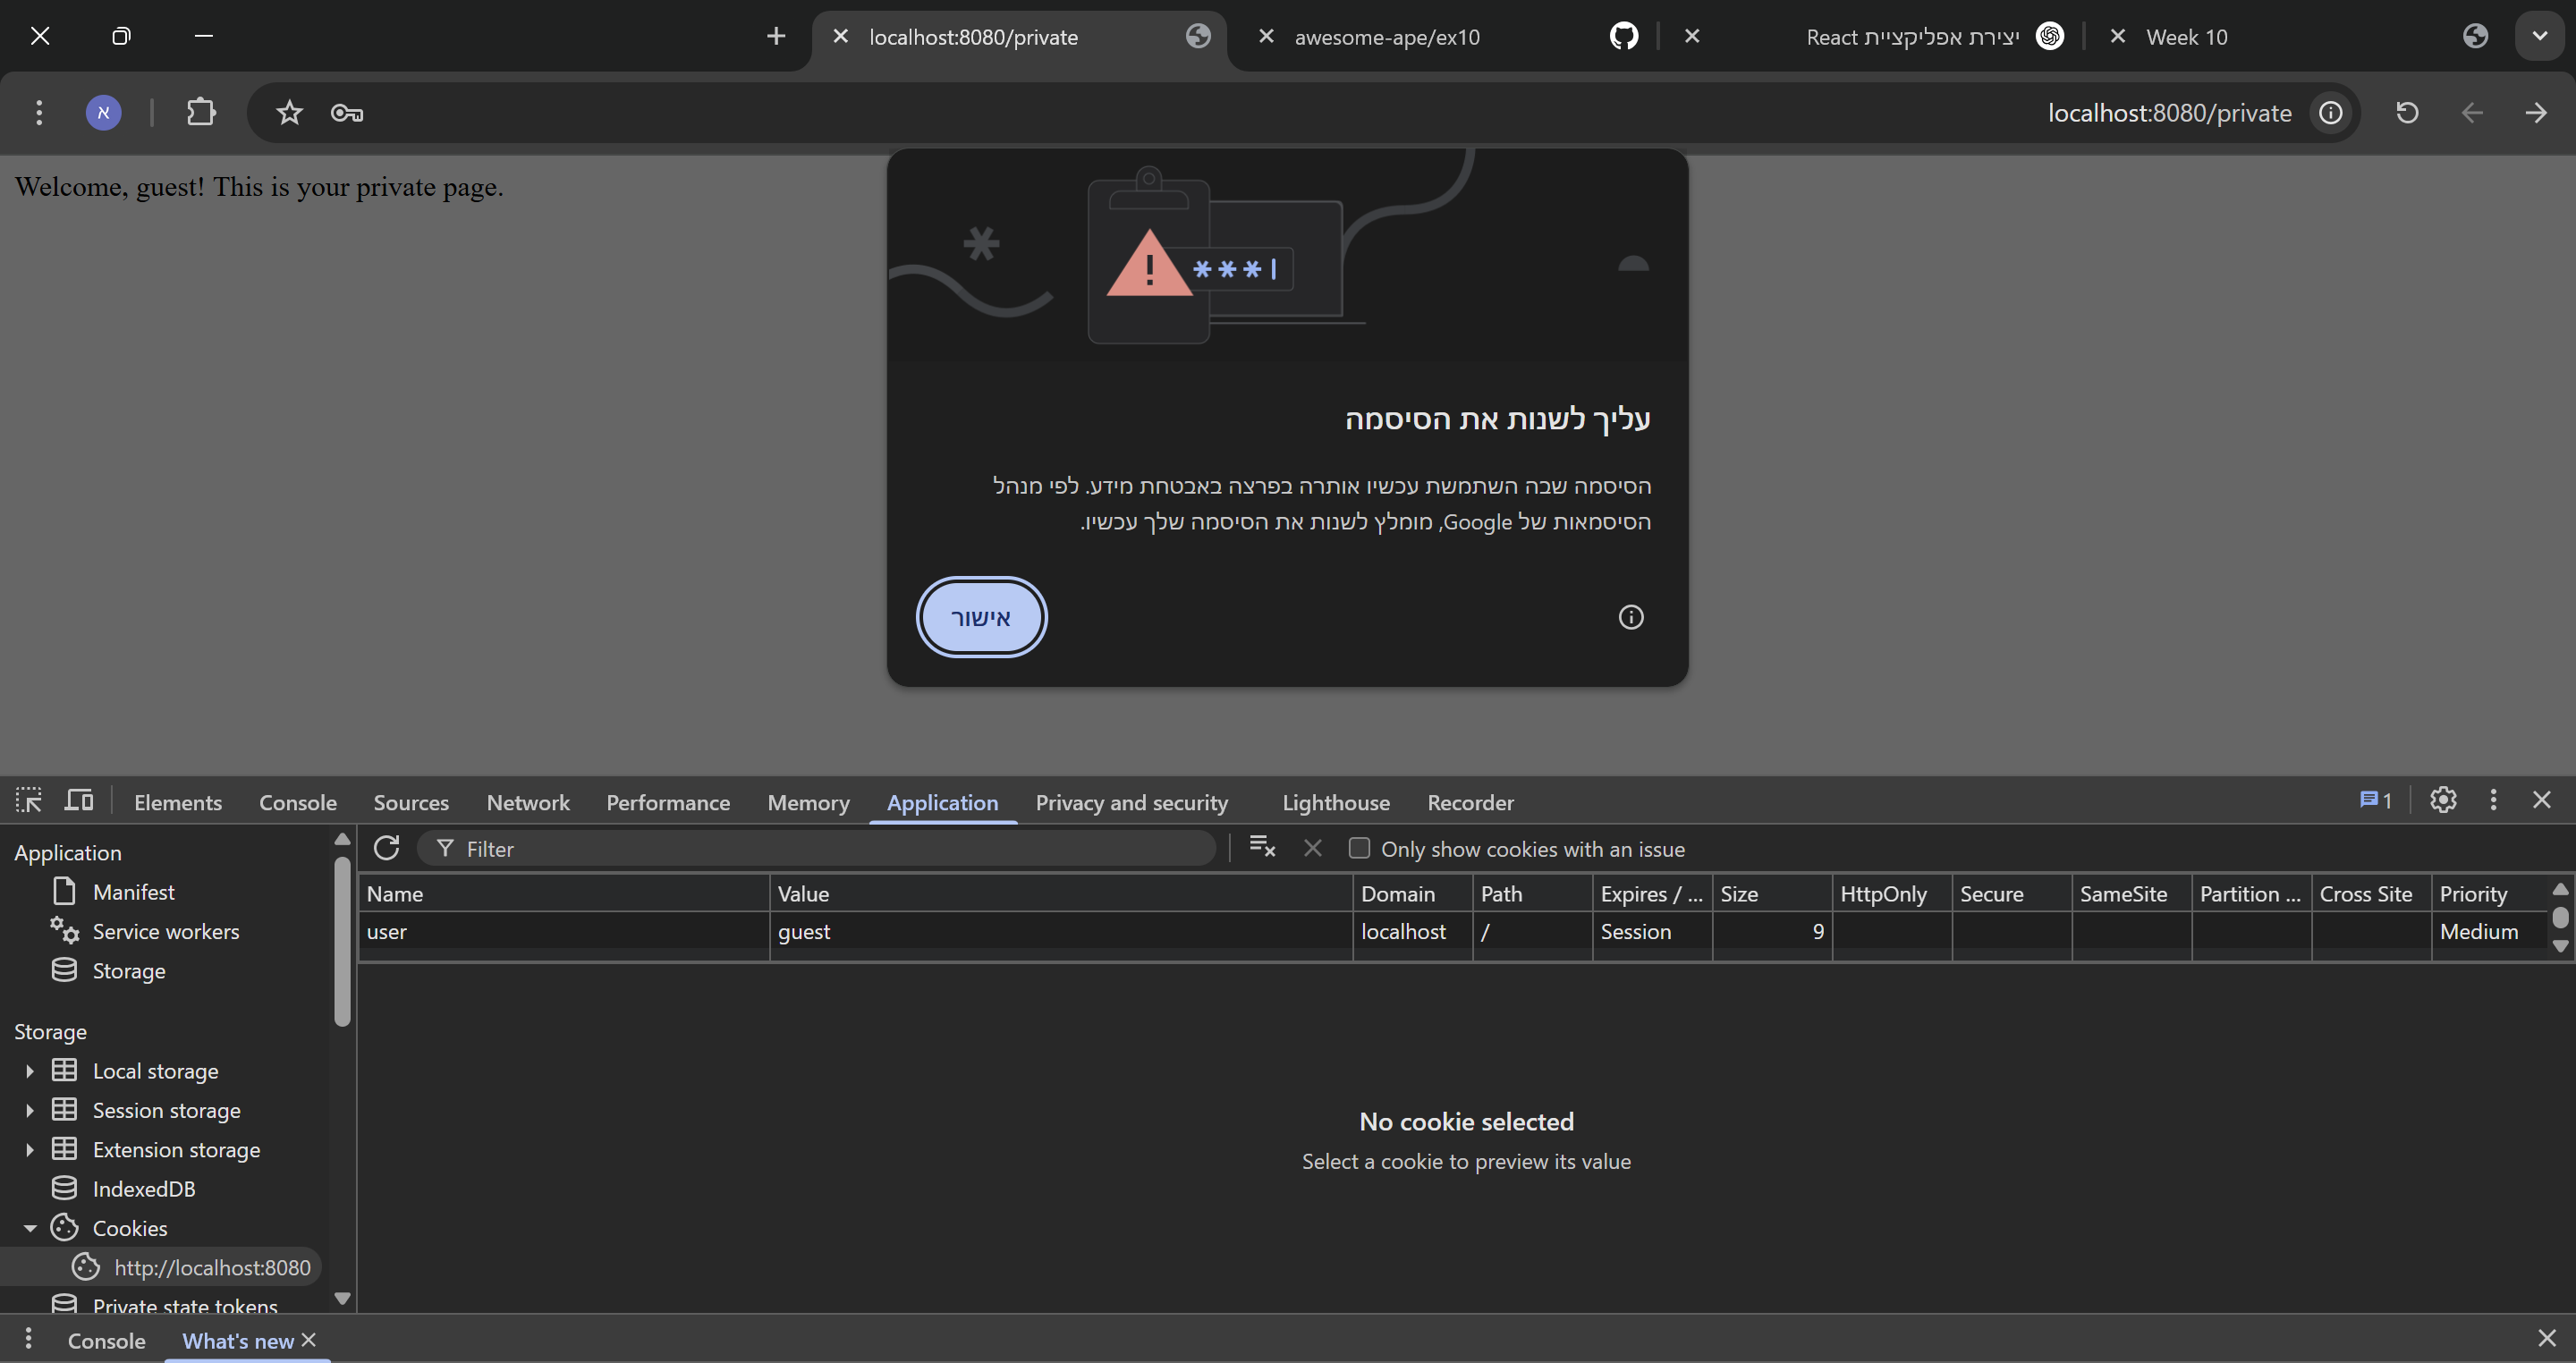 localhost:8080/private
awesome-ape/ex10
יצירת אפליקציית React
Week 10
א
localhost:8080/private
Welcome, guest! This is your private page.
***|
עליך לשנות את הסיסמה
הסיסמה שבה השתמשת עכשיו אותרה בפרצה באבטחת מידע. לפי מנהל
הסיסמאות של Google, מומלץ לשנות את הסיסמה שלך עכשיו.
אישור
Elements Console Sources Network Performance Memory Application Privacy and security Lighthouse Recorder 1
Application
Manifest
Service workers
Storage
Storage
Local storage
Session storage
Extension storage
IndexedDB
Cookies
http://localhost:8080
Private state tokens
Filter
Only show cookies with an issue
Name Value Domain Path Expires / ... Size HttpOnly Secure SameSite Partition ... Cross Site Priority
user guest localhost / Session 9 Medium
No cookie selected
Select a cookie to preview its value
Console What's new